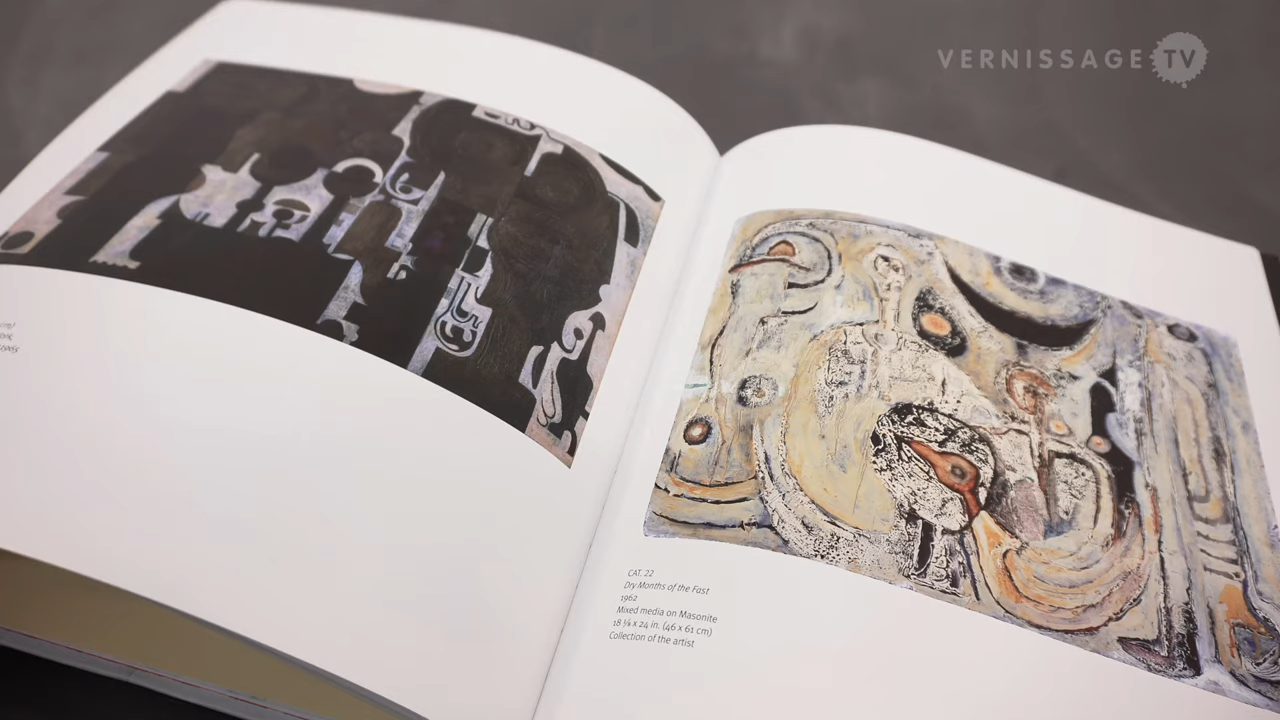 VERNISSAGE TV
CAT. 22
Dry Months of the Fast
1962
Mixed media on Masonite
18 ⅛ x 24 in. (46 x 61 cm)
Collection of the artist